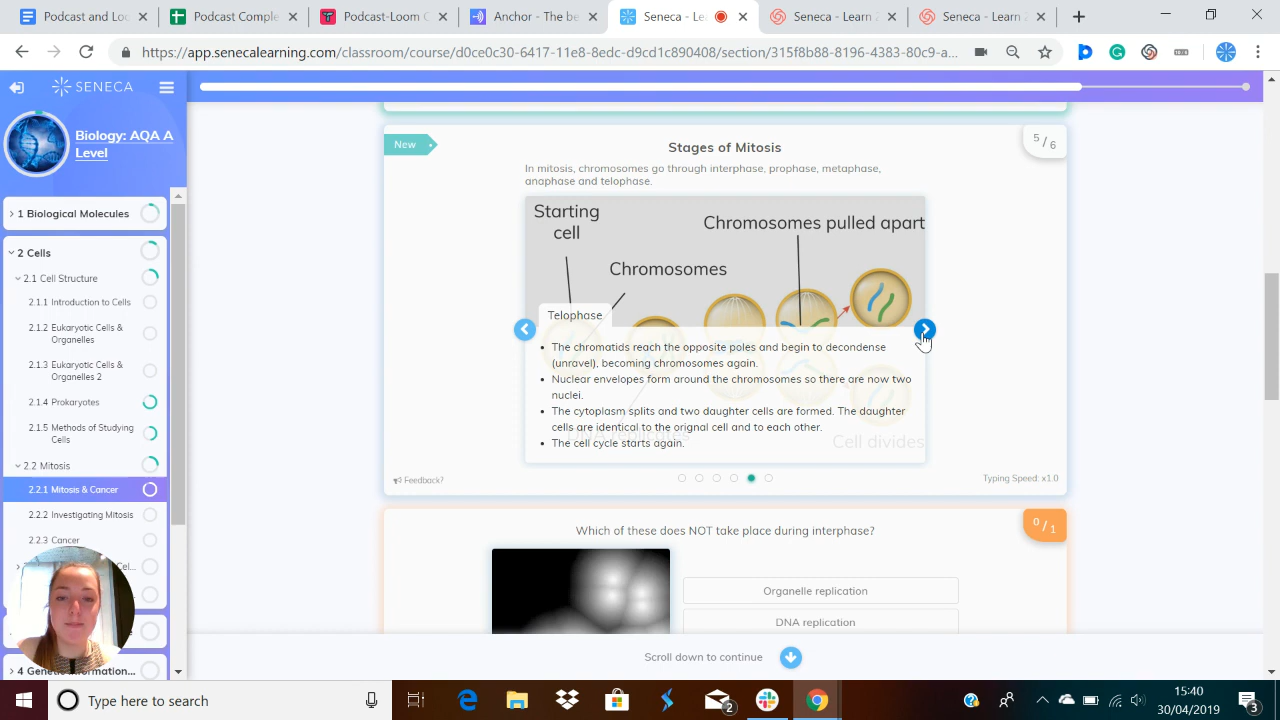 Podcast and Loc
Podcast Comple
Podcast-Loom C
Anchor - The be
Seneca - Le
Seneca - Learn
Seneca - Learn
https://app.senecalearning.com/classroom/course/d0ce0c30-6417-11e8-8edc-d9cd1c890408/section/315f8b88-8196-4383-80c9-a...
SENECA
Biology: AQA A
Level
1 Biological Molecules
2 Cells
2.1 Cell Structure
2.1.1 Introduction to Cells
2.1.2 Eukaryotic Cells &
Organelles
2.1.3 Eukaryotic Cells &
Organelles 2
2.1.4 Prokaryotes
2.1.5 Methods of Studying
Cells
2.2 Mitosis
2.2.1 Mitosis & Cancer
2.2.2 Investigating Mitosis
2.2.3 Cancer
Cel...
4 Genetic Information...
New
Stages of Mitosis
5 / 6
In mitosis, chromosomes go through interphase, prophase, metaphase,
anaphase and telophase.
Starting
cell
Chromosomes pulled apart
Chromosomes
Telophase
• The chromatids reach the opposite poles and begin to decondense
(unravel), becoming chromosomes again.
• Nuclear envelopes form around the chromosomes so there are now two
nuclei.
• The cytoplasm splits and two daughter cells are formed. The daughter
cells are identical to the orignal cell and to each other.
• The cell cycle starts again.
DNA replicates
Cell divides
Feedback?
Typing Speed: x1.0
Which of these does NOT take place during interphase?
0 / 1
Organelle replication
DNA replication
Scroll down to continue
Type here to search
2
15:40
30/04/2019
3